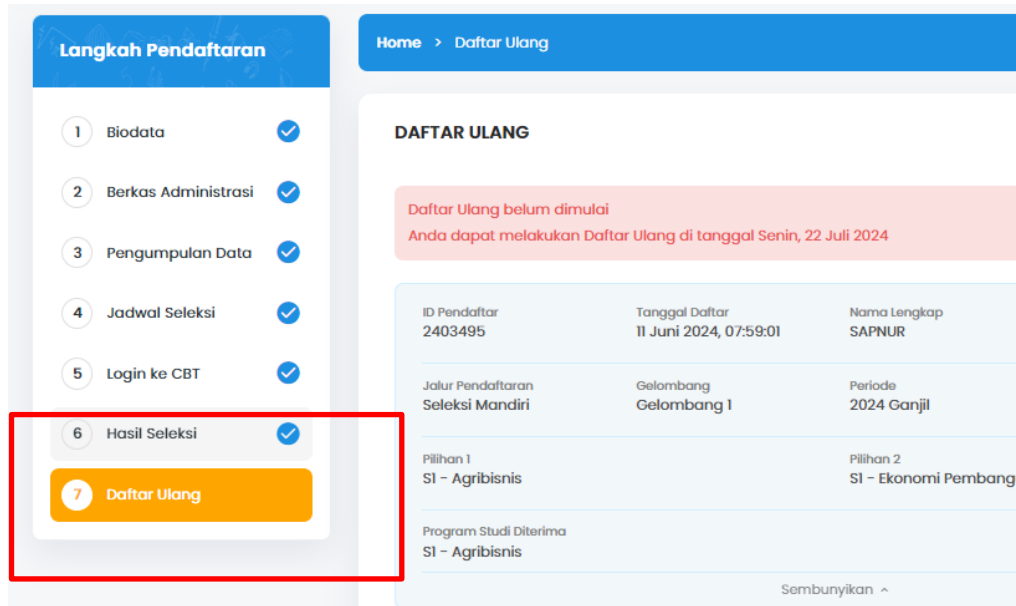 Langkah Pendaftaran
1 Biodata
2 Berkas Administrasi
3 Pengumpulan Data
4 Jadwal Seleksi
5 Login ke CBT
6 Hasil Seleksi
7 Daftar Ulang
Home > Daftar Ulang
DAFTAR ULANG
Daftar Ulang belum dimulai
Anda dapat melakukan Daftar Ulang di tanggal Senin, 22 Juli 2024
ID Pendaftar Tanggal Daftar Nama Lengkap
2403495 11 Juni 2024, 07:59:01 SAPNUR
Jalur Pendaftaran Gelombang Periode
Seleksi Mandiri Gelombang 1 2024 Ganjil
Pilihan 1 Pilihan 2
S1 - Agribisnis S1 - Ekonomi Pembang
Program Studi Diterima
S1 - Agribisnis
Sembunyikan